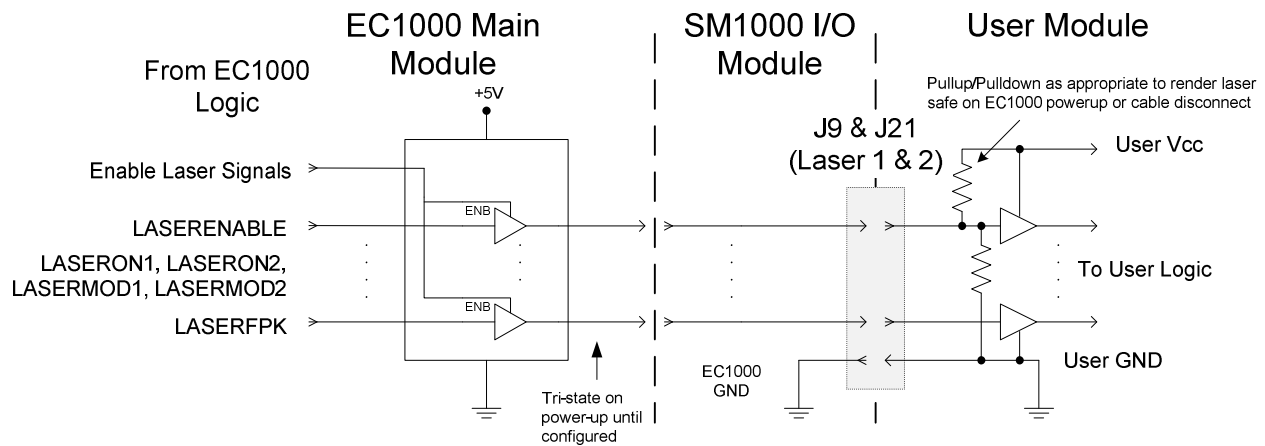 EC1000 Main
Module
SM1000 I/O
Module
User Module
From EC1000
Logic
+5V
Pullup/Pulldown as appropriate to render laser
safe on EC1000 powerup or cable disconnect
J9 & J21
(Laser 1 & 2)
User Vcc
Enable Laser Signals
ENB
LASERENABLE
LASERON1, LASERON2,
LASERMOD1, LASERMOD2
To User Logic
ENB
LASERFPK
EC1000
GND
User GND
Tri-state on
power-up until
configured